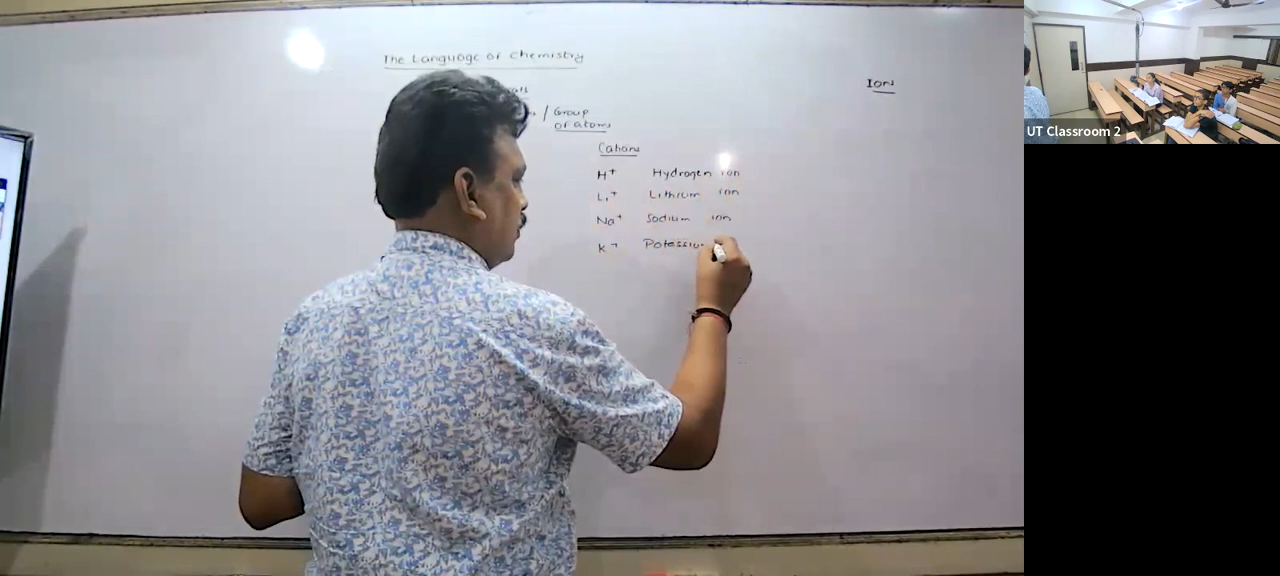 The Language of Chemistry
Ion
/ Group
of atoms
Cations
H+ Hydrogen ion
Li+ Lithium ion
Na+ Sodium ion
K+ Potessiu
UT Classroom 2